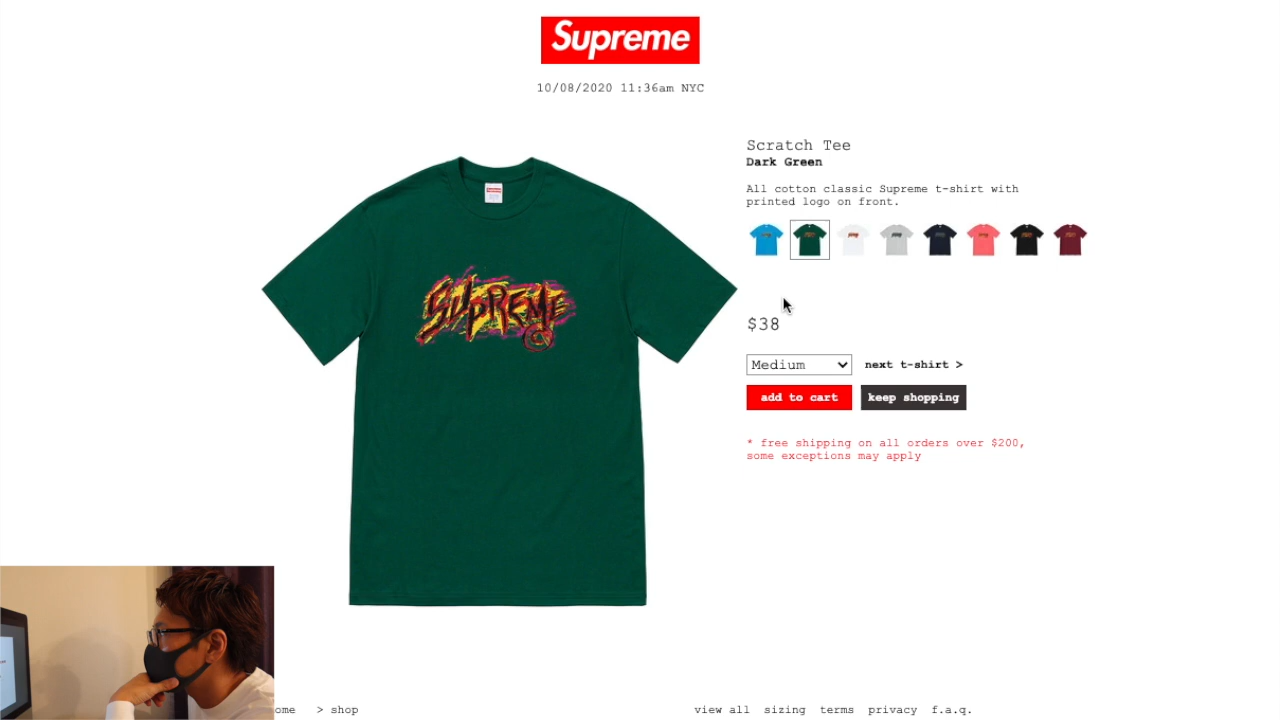 Supreme
10/08/2020 11:36am NYC
Scratch Tee
Dark Green
All cotton classic Supreme t-shirt with
printed logo on front.
SUPREME
$38
Medium
next t-shirt >
add to cart
keep shopping
* free shipping on all orders over $200,
some exceptions may apply
> shop
view all sizing terms privacy f.a.q.